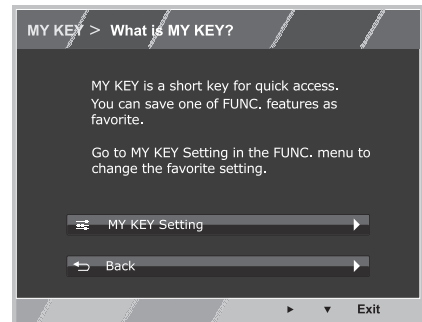 MY KEY > What is MY KEY?
MY KEY is a short key for quick access.
You can save one of FUNC. features as
favorite.
Go to MY KEY Setting in the FUNC. menu to
change the favorite setting.
MY KEY Setting
Back
Exit